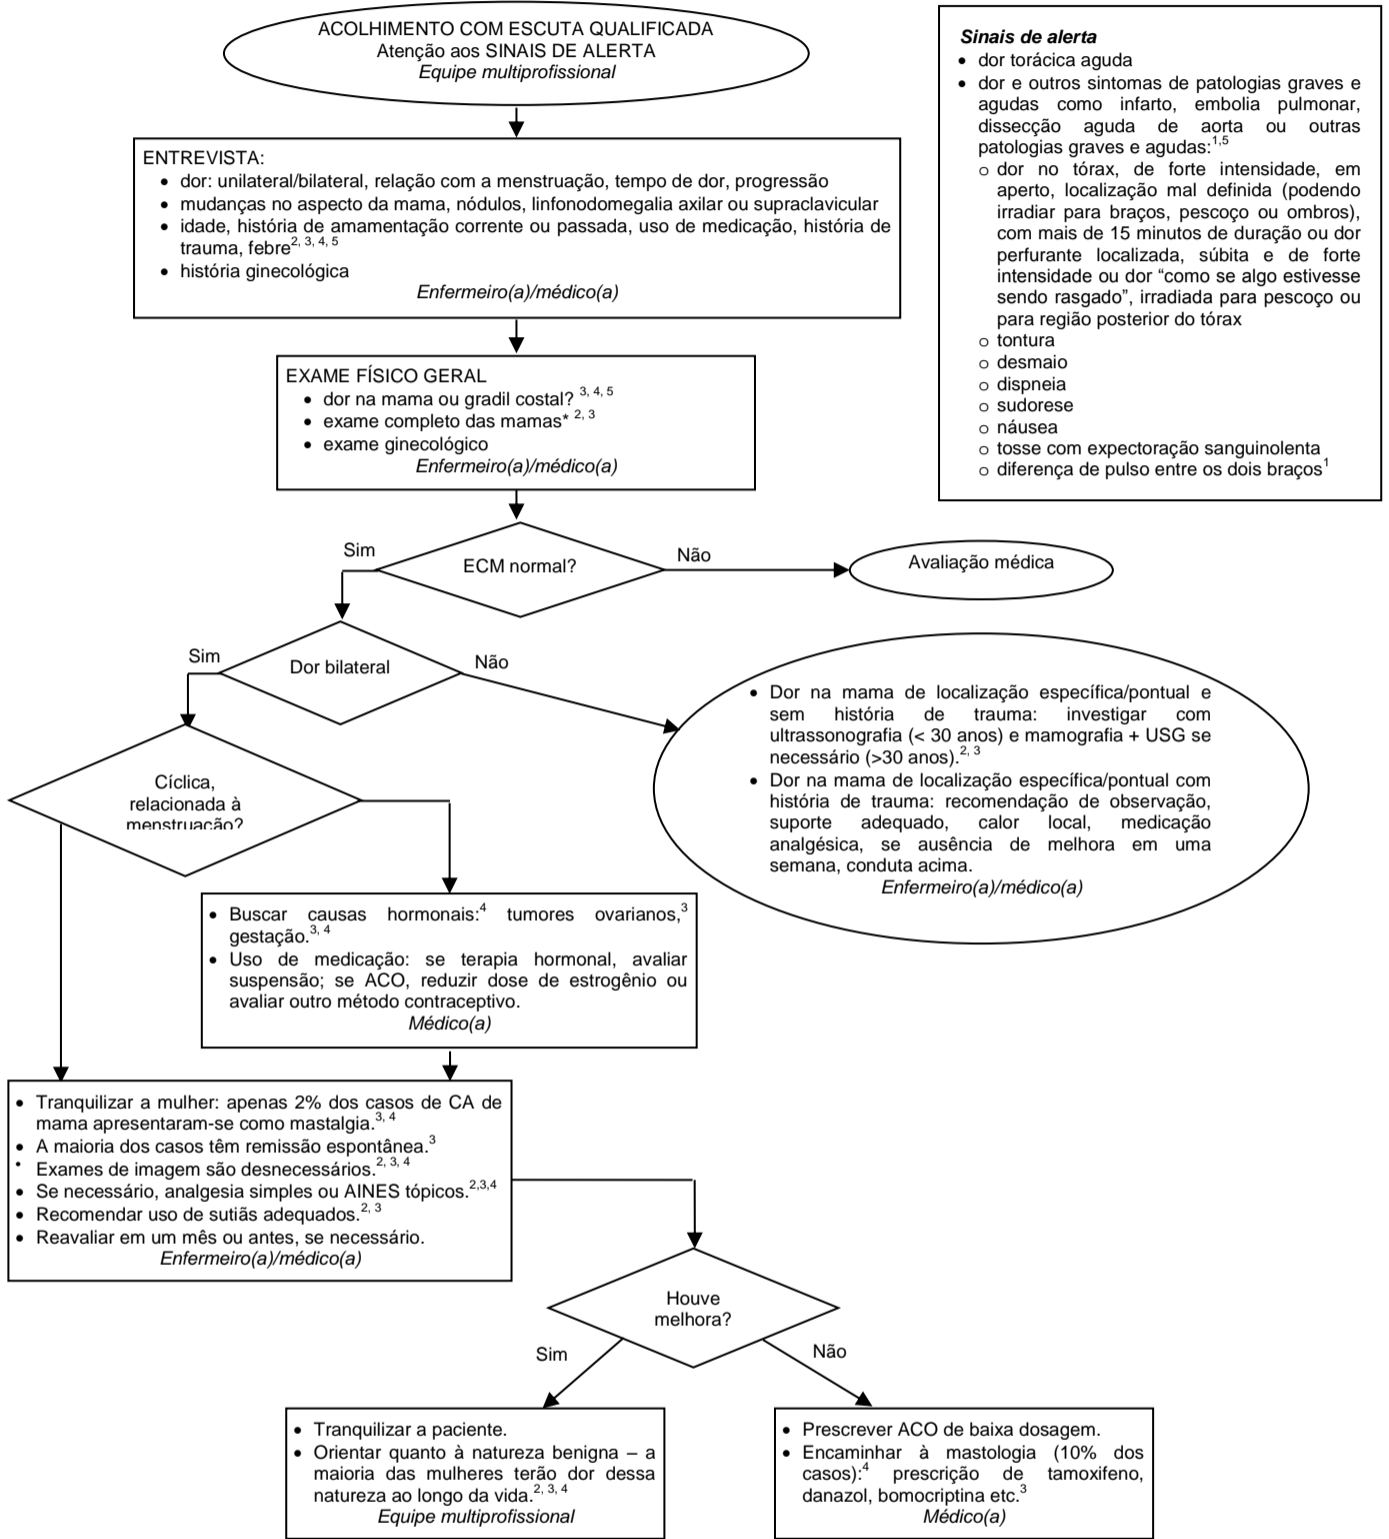 ACOLHIMENTO COM ESCUTA QUALIFICADA
Atenção aos SINAIS DE ALERTA
Equipe multiprofissional
Sinais de alerta
• dor torácica aguda
• dor e outros sintomas de patologias graves e
agudas como infarto, embolia pulmonar,
dissecção aguda de aorta ou outras
patologias graves e agudas:1,5
o dor no tórax, de forte intensidade, em
aperto, localização mal definida (podendo
irradiar para braços, pescoço ou ombros),
com mais de 15 minutos de duração ou dor
perfurante localizada, súbita e de forte
intensidade ou dor “como se algo estivesse
sendo rasgado”, irradiada para pescoço ou
para região posterior do tórax
o tontura
o desmaio
o dispneia
o sudorese
o náusea
o tosse com expectoração sanguinolenta
o diferença de pulso entre os dois braços1
ENTREVISTA:
• dor: unilateral/bilateral, relação com a menstruação, tempo de dor, progressão
• mudanças no aspecto da mama, nódulos, linfonodomegalia axilar ou supraclavicular
• idade, história de amamentação corrente ou passada, uso de medicação, história de
trauma, febre2, 3, 4, 5
• história ginecológica
Enfermeiro(a)/médico(a)
EXAME FÍSICO GERAL
• dor na mama ou gradil costal? 3, 4, 5
• exame completo das mamas* 2, 3
• exame ginecológico
Enfermeiro(a)/médico(a)
ECM normal?
Sim
Não
Avaliação médica
Dor bilateral
Sim
Não
• Dor na mama de localização específica/pontual e
sem história de trauma: investigar com
ultrassonografia (< 30 anos) e mamografia + USG se
necessário (>30 anos).2, 3
• Dor na mama de localização específica/pontual com
história de trauma: recomendação de observação,
suporte adequado, calor local, medicação
analgésica, se ausência de melhora em uma
semana, conduta acima.
Enfermeiro(a)/médico(a)
Cíclica,
relacionada à
menstruação?
• Buscar causas hormonais:4 tumores ovarianos,3
gestação.3, 4
• Uso de medicação: se terapia hormonal, avaliar
suspensão; se ACO, reduzir dose de estrogênio ou
avaliar outro método contraceptivo.
Médico(a)
• Tranquilizar a mulher: apenas 2% dos casos de CA de
mama apresentaram-se como mastalgia.3, 4
• A maioria dos casos têm remissão espontânea.3
• Exames de imagem são desnecessários.2, 3, 4
• Se necessário, analgesia simples ou AINES tópicos.2,3,4
• Recomendar uso de sutiãs adequados.2, 3
• Reavaliar em um mês ou antes, se necessário.
Enfermeiro(a)/médico(a)
Houve
melhora?
Sim
Não
• Tranquilizar a paciente.
• Orientar quanto à natureza benigna – a
maioria das mulheres terão dor dessa
natureza ao longo da vida.2, 3, 4
Equipe multiprofissional
• Prescrever ACO de baixa dosagem.
• Encaminhar à mastologia (10% dos
casos):4 prescrição de tamoxifeno,
danazol, bomocriptina etc.3
Médico(a)